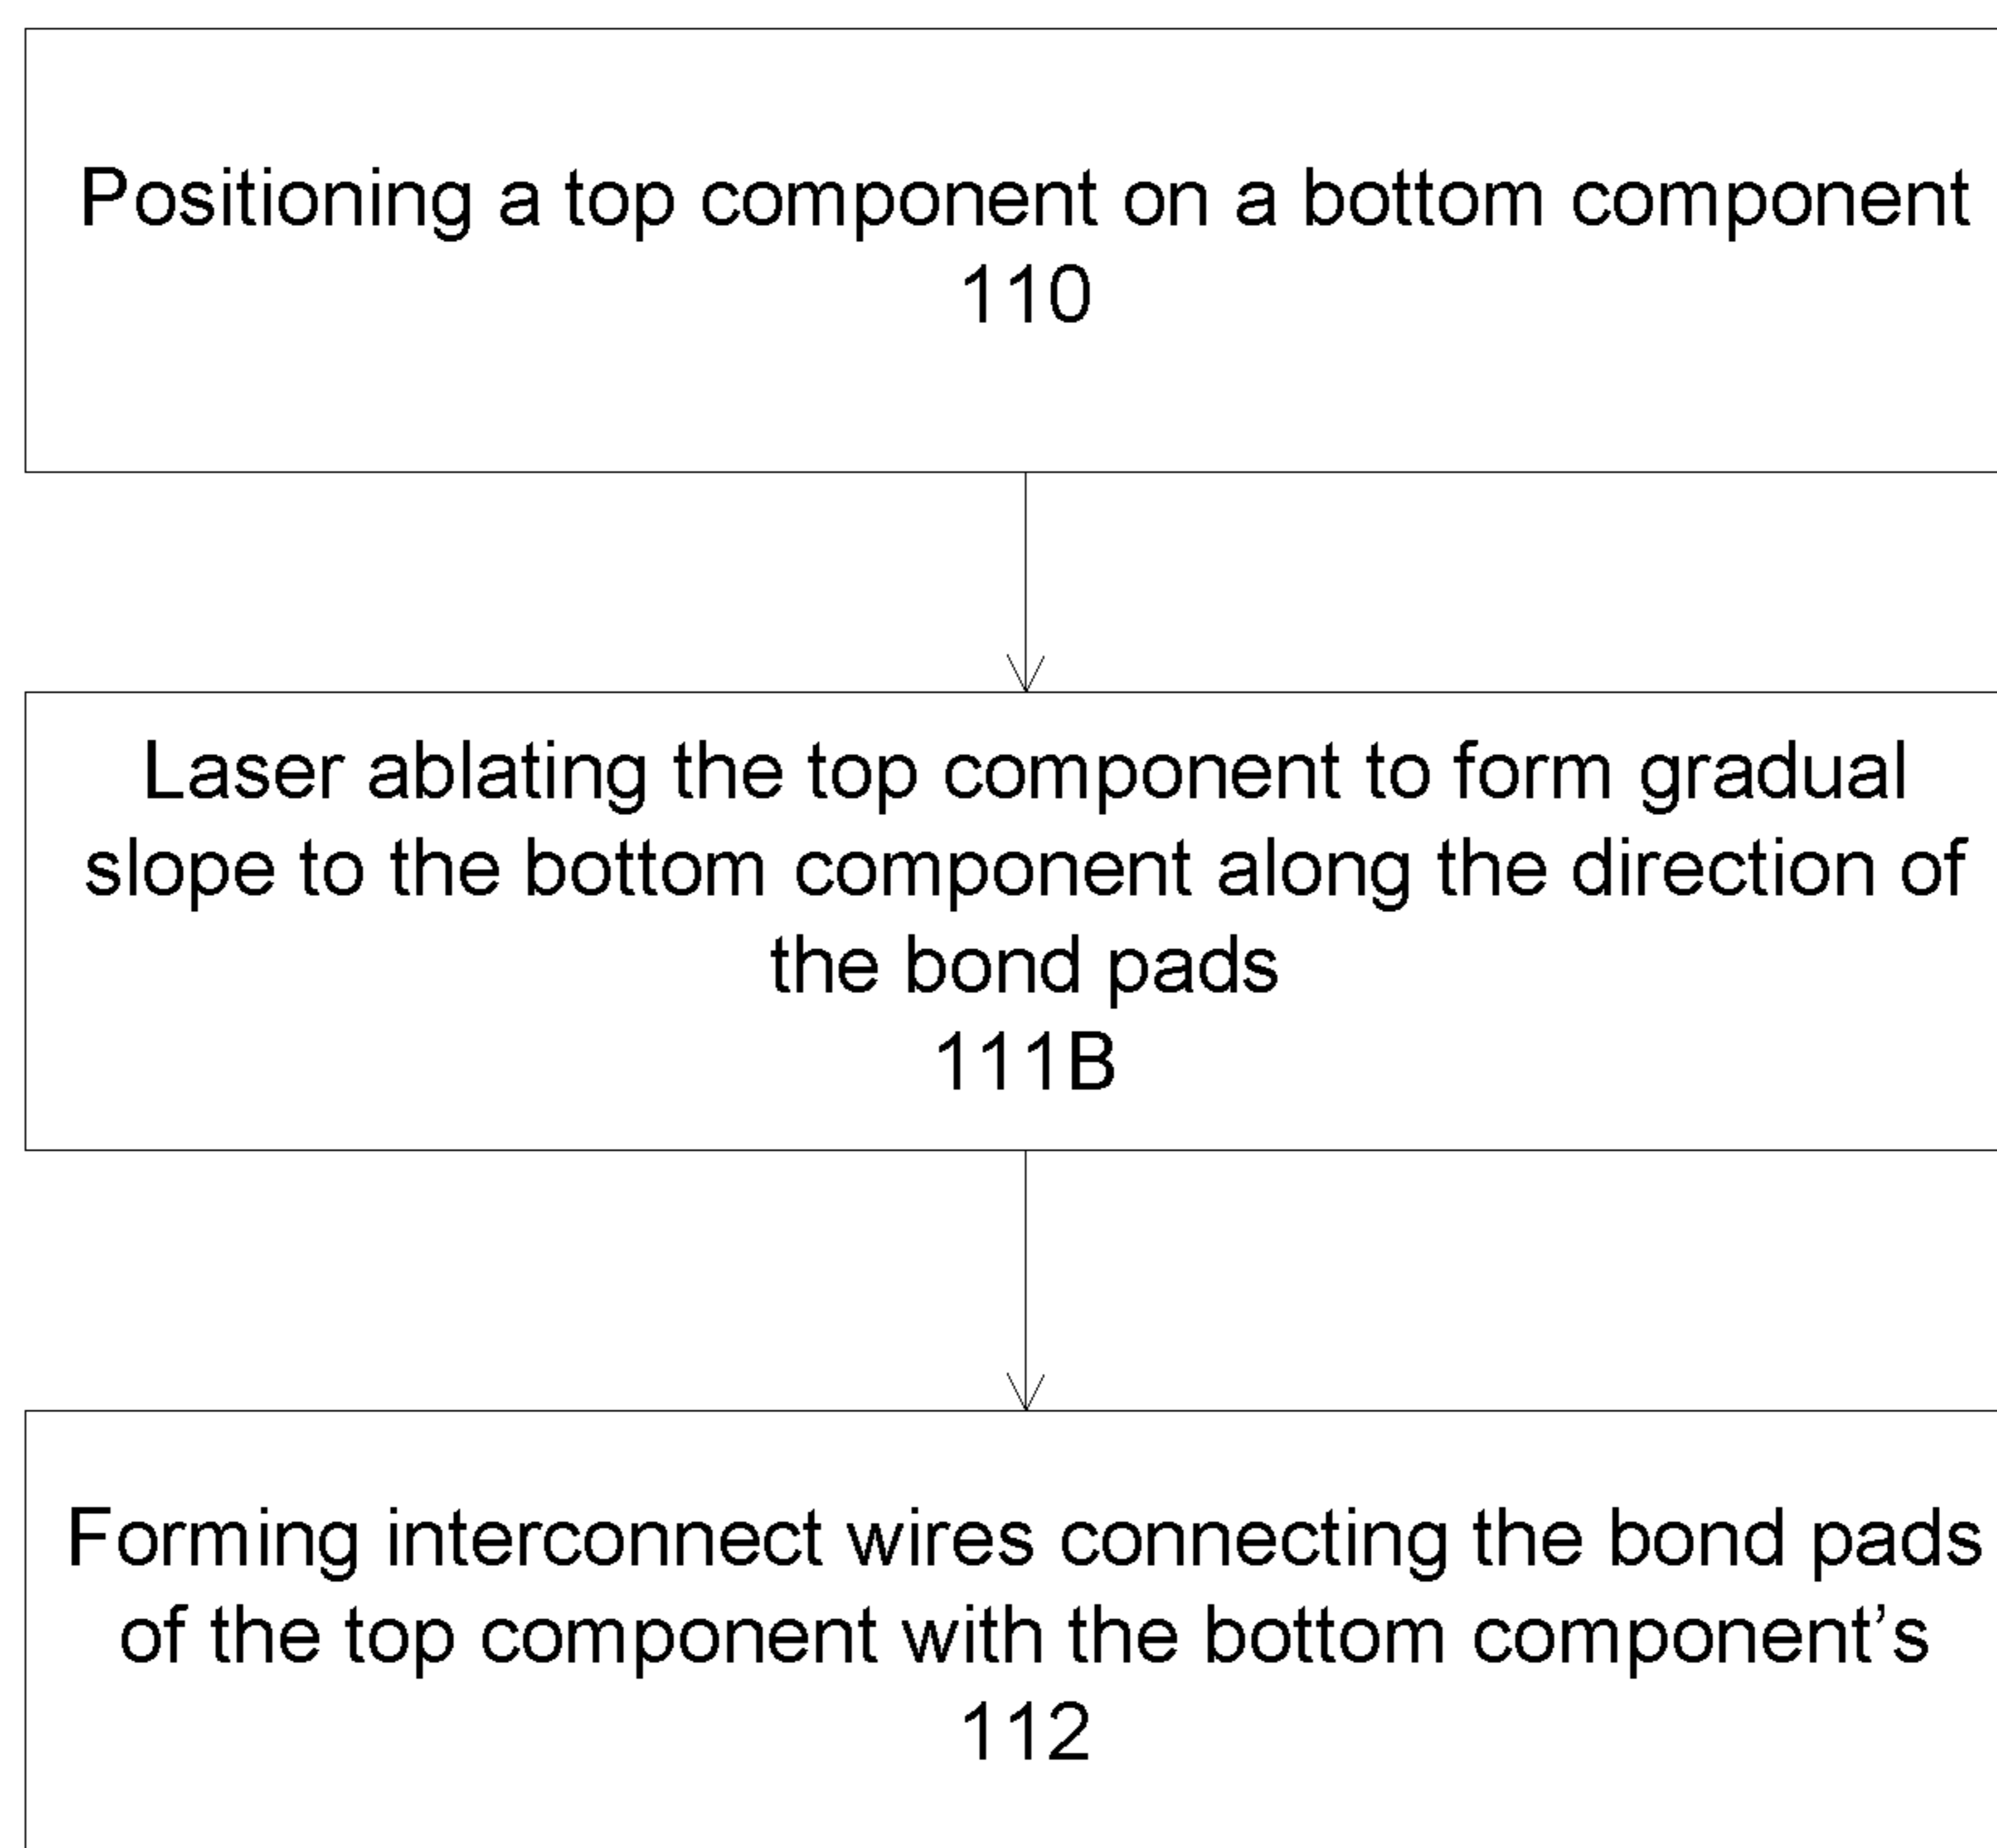 Positioning a top component on a bottom component
110
Laser ablating the top component to form gradual
slope to the bottom component along the direction of
the bond pads
111B
Forming interconnect wires connecting the bond pads
of the top component with the bottom component’s
112